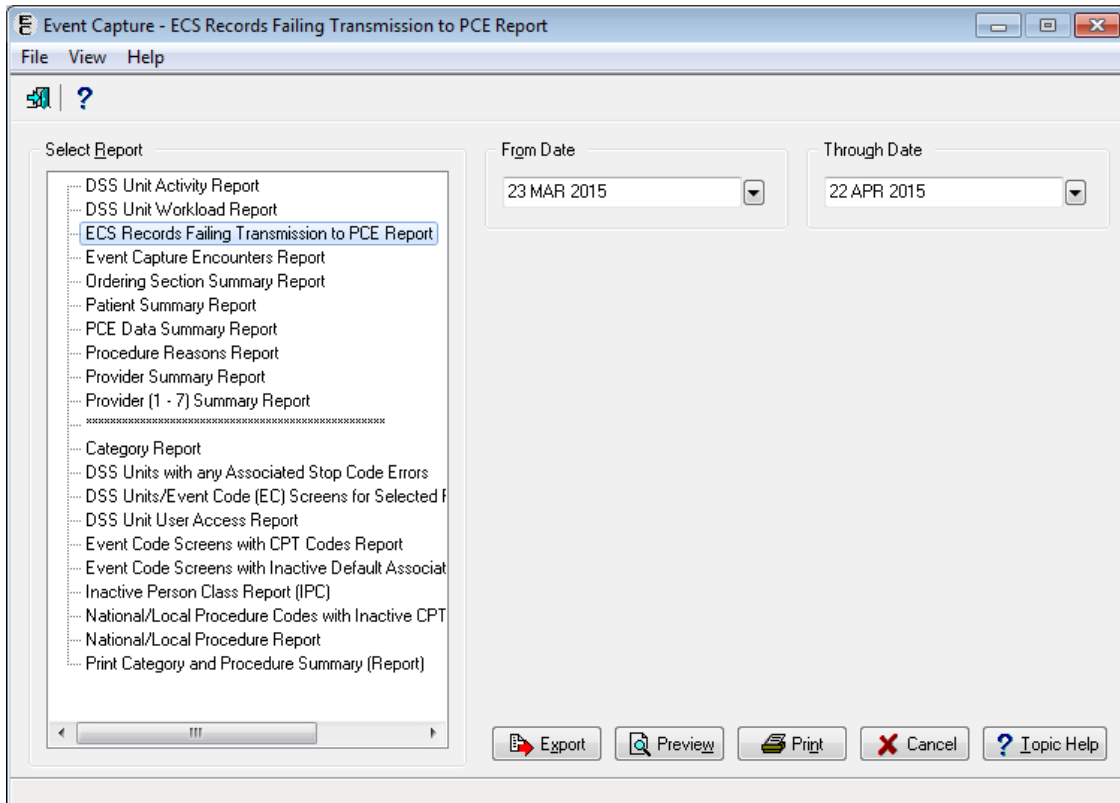 Event Capture - ECS Records Failing Transmission to PCE Report
File View Help
Select Report
DSS Unit Activity Report
DSS Unit Workload Report
ECS Records Failing Transmission to PCE Report
Event Capture Encounters Report
Ordering Section Summary Report
Patient Summary Report
PCE Data Summary Report
Procedure Reasons Report
Provider Summary Report
Provider (1 - 7) Summary Report
**************************************************
Category Report
DSS Units with any Associated Stop Code Errors
DSS Units/Event Code (EC) Screens for Selected
DSS Unit User Access Report
Event Code Screens with CPT Codes Report
Event Code Screens with Inactive Default Associat
Inactive Person Class Report (IPC)
National/Local Procedure Codes with Inactive CPT
National/Local Procedure Report
Print Category and Procedure Summary (Report)
From Date
23 MAR 2015
Through Date
22 APR 2015
Export Preview Print Cancel Topic Help